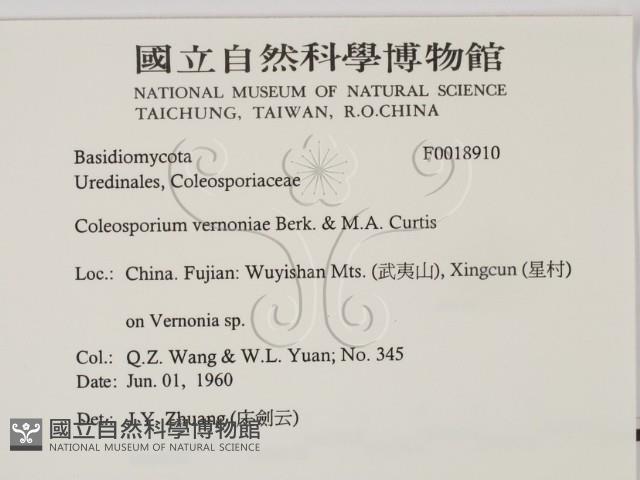 國立自然科學博物館
NATIONAL MUSEUM OF NATURAL SCIENCE
TAICHUNG, TAIWAN, R.O.CHINA
Basidiomycota F0018910
Uredinales, Coleosporiaceae
Coleosporium vernoniae Berk. & M.A. Curtis
Loc.: China. Fujian: Wuyishan Mts. (武夷山), Xingcun (星村)
on Vernonia sp.
Col.: Q.Z. Wang & W.L. Yuan; No. 345
Date: Jun. 01, 1960
Det.: J.Y. Zhuang (庄劍云)
國立自然科學博物館
NATIONAL MUSEUM OF NATURAL SCIENCE